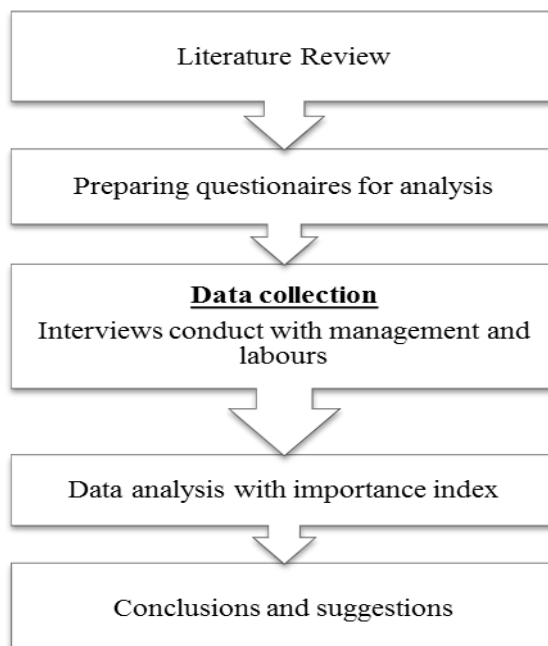 Literature Review
Preparing questionaires for analysis
Data collection
Interviews conduct with management and
labours
Data analysis with importance index
Conclusions and suggestions